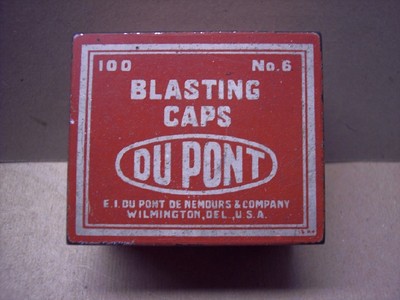 100 No.6
BLASTING
CAPS
DU PONT
E. I. DU PONT DE NEMOURS & COMPANY
WILMINGTON, DEL., U.S.A.